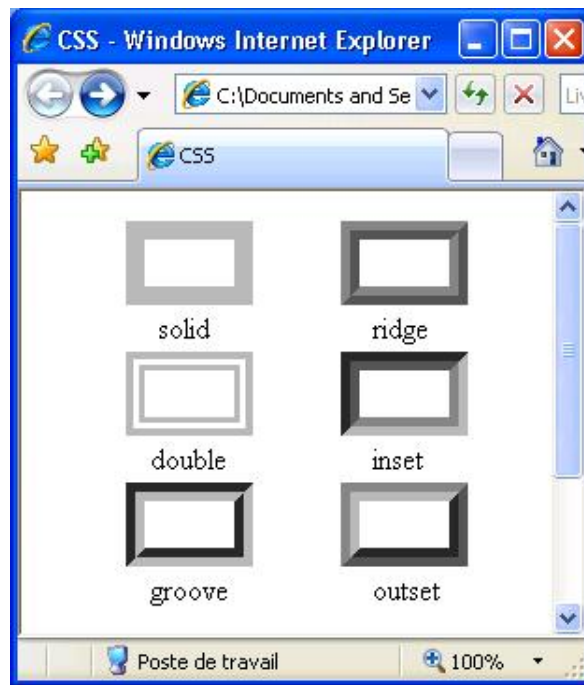 CSS - Windows Internet Explorer
C:\Documents and Se
Liv
CSS
solid
ridge
double
inset
groove
outset
Poste de travail
100%